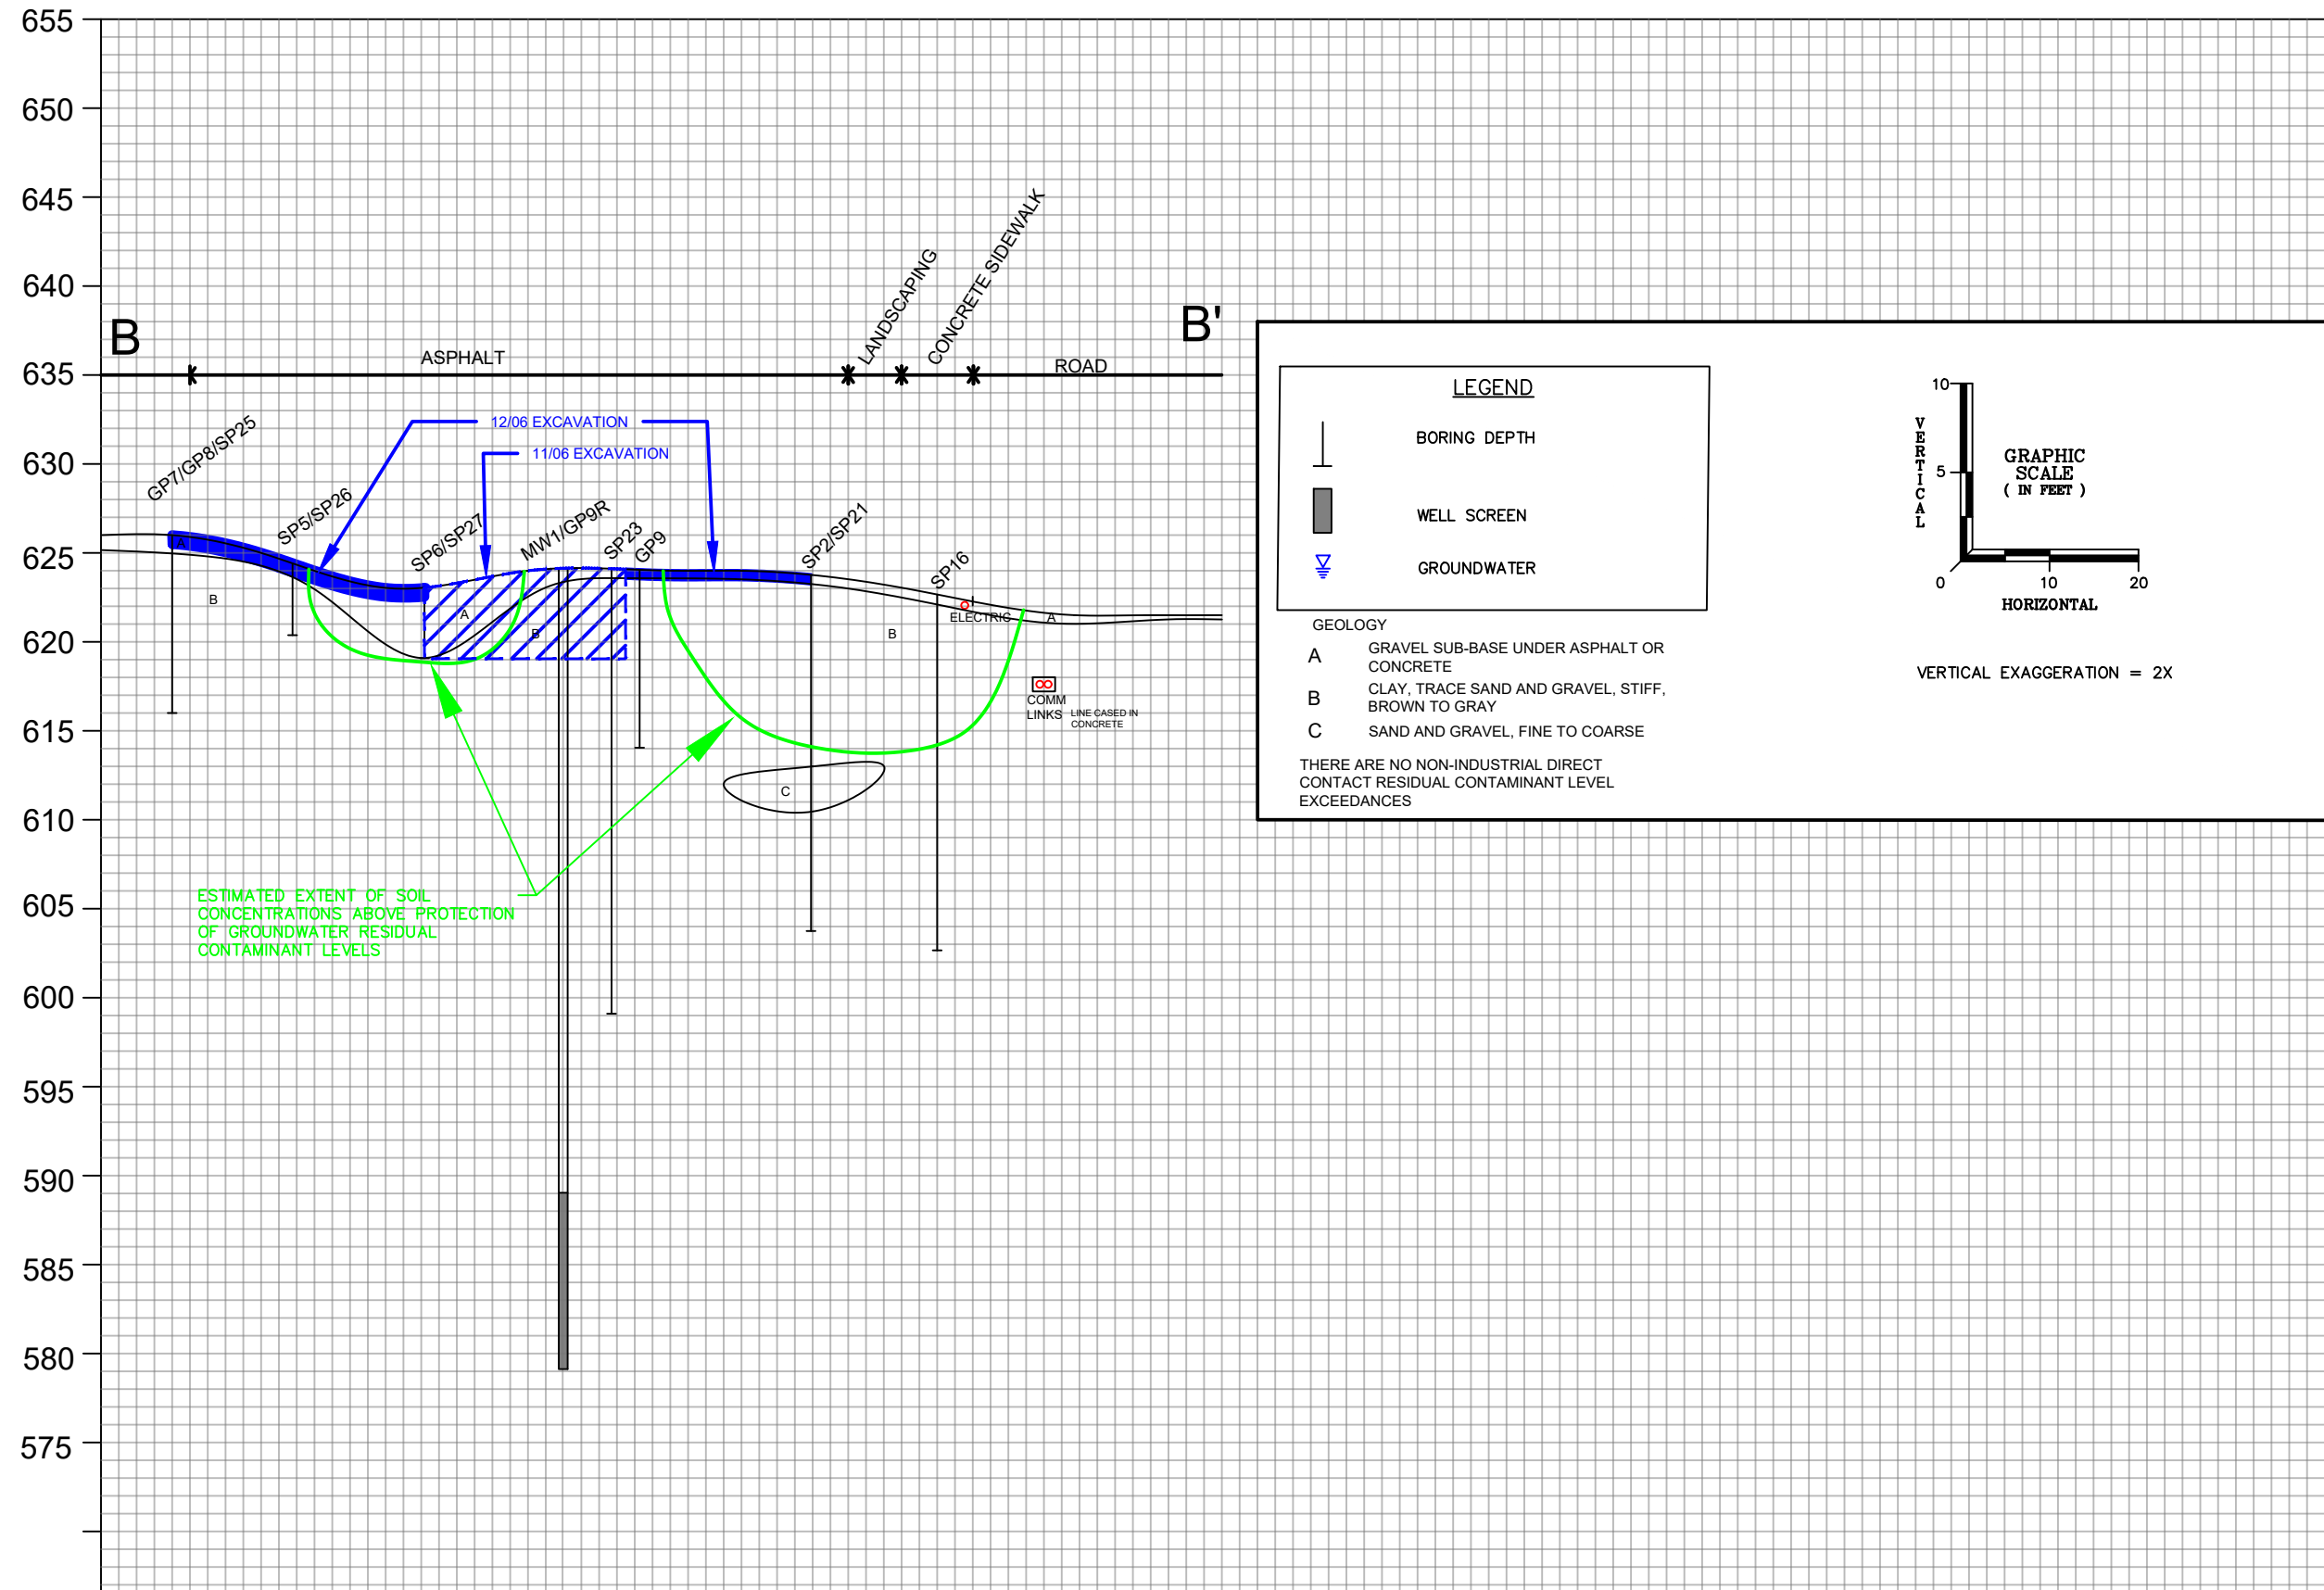 655
650
645
640
635
630
625
620
615
610
605
600
595
590
585
580
575
B
B'
ASPHALT
LANDSCAPING
CONCRETE SIDEWALK
ROAD
12/06 EXCAVATION
11/06 EXCAVATION
GP7/GP8/SP25
SP5/SP26
SP6/SP27
MW1/GP9R
SP23
GP9
SP2/SP21
SP16
A
B
A
B
B
A
C
ELECTRIC
COMM
LINKS
LINE CASED IN
CONCRETE
ESTIMATED EXTENT OF SOIL
CONCENTRATIONS ABOVE PROTECTION
OF GROUNDWATER RESIDUAL
CONTAMINANT LEVELS
LEGEND
BORING DEPTH
WELL SCREEN
GROUNDWATER
GEOLOGY
A GRAVEL SUB-BASE UNDER ASPHALT OR
CONCRETE
B CLAY, TRACE SAND AND GRAVEL, STIFF,
BROWN TO GRAY
C SAND AND GRAVEL, FINE TO COARSE
THERE ARE NO NON-INDUSTRIAL DIRECT
CONTACT RESIDUAL CONTAMINANT LEVEL
EXCEEDANCES
VERTICAL
10
5
GRAPHIC
SCALE
( IN FEET )
0 10 20
HORIZONTAL
VERTICAL EXAGGERATION = 2X